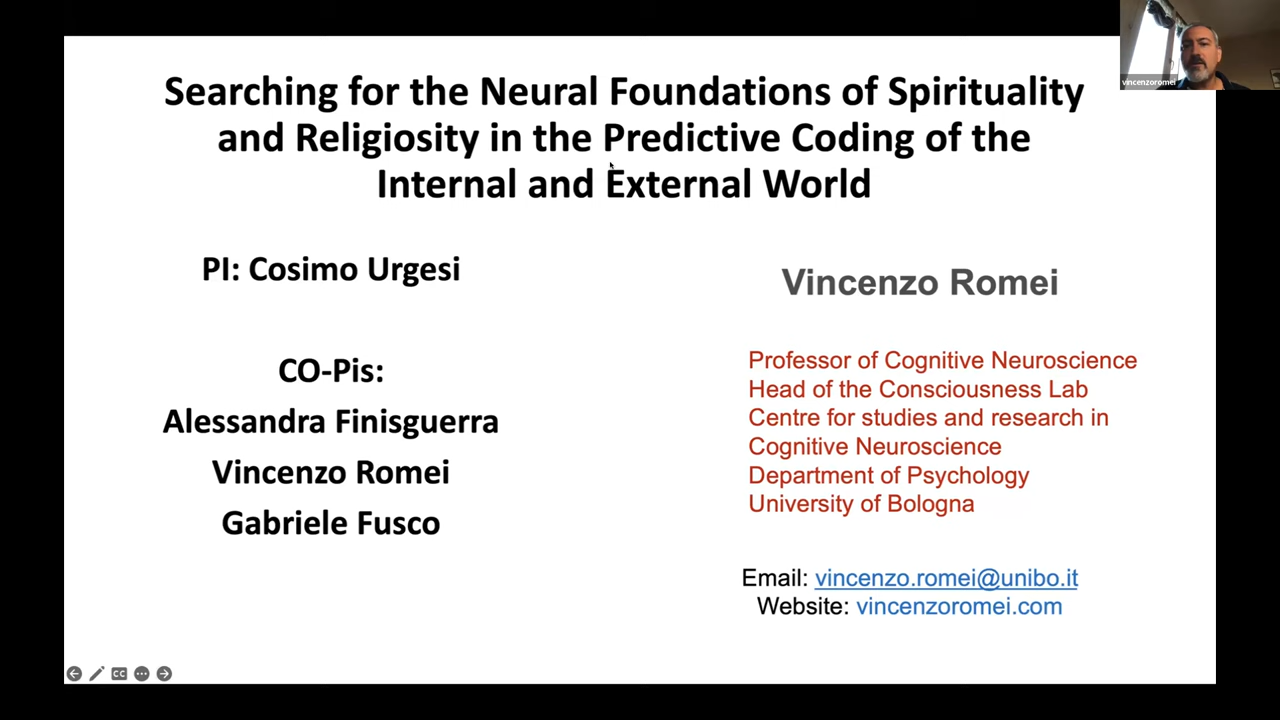 Searching for the Neural Foundations of Spirituality
and Religiosity in the Predictive Coding of the
Internal and External World
PI: Cosimo Urgesi
CO-Pis:
Alessandra Finisguerra
Vincenzo Romei
Gabriele Fusco
Vincenzo Romei
Professor of Cognitive Neuroscience
Head of the Consciousness Lab
Centre for studies and research in
Cognitive Neuroscience
Department of Psychology
University of Bologna
Email: vincenzo.romei@unibo.it
Website: vincenzoromei.com
vincenzoromei
CC